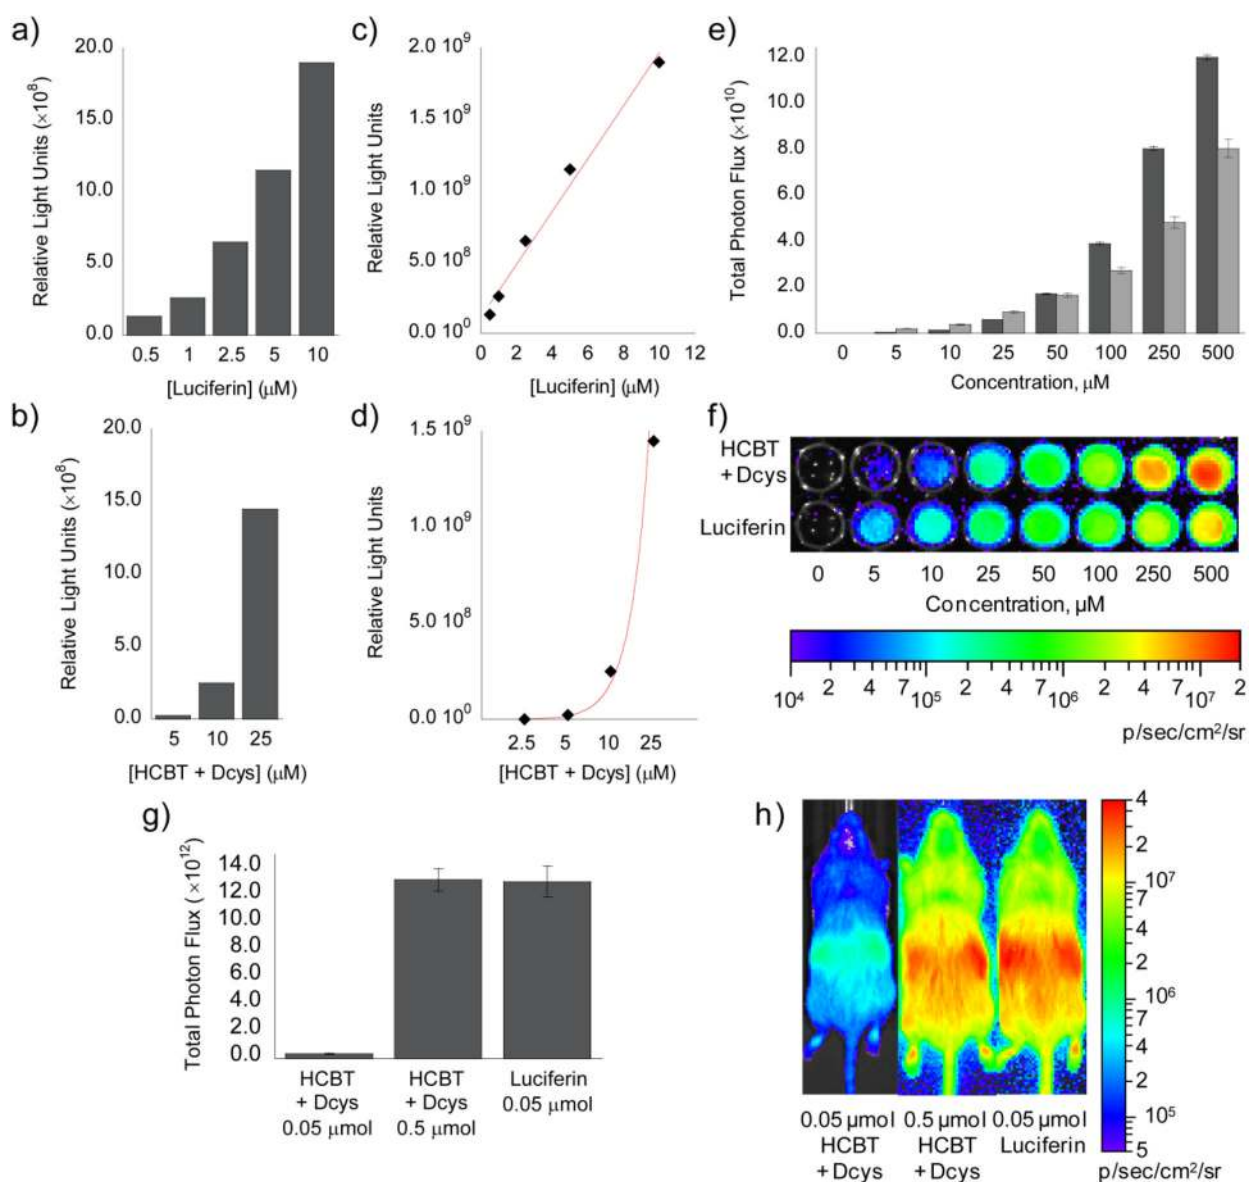 a)
20.0
15.0
10.0
5.0
0.0
Relative Light Units (×10⁸)
0.5 1 2.5 5 10
[Luciferin] (μM)
c)
2.0 10⁹
1.5 10⁹
1.0 10⁹
5.0 10⁸
0.0 10⁰
Relative Light Units
0 2 4 6 8 10 12
[Luciferin] (μM)
e)
12.0
8.0
4.0
2.0
0.0
Total Photon Flux (×10¹⁰)
0 5 10 25 50 100 250 500
Concentration, μM
b)
20.0
15.0
10.0
5.0
0.0
Relative Light Units (×10⁸)
5 10 25
[HCBT + Dcys] (μM)
d)
1.5 10⁹
1.0 10⁹
5.0 10⁸
0.0 10⁰
Relative Light Units
2.5 5 10 25
[HCBT + Dcys] (μM)
f)
HCBT
+ Dcys
Luciferin
0 5 10 25 50 100 250 500
Concentration, μM
10⁴ 2 4 7 10⁵ 2 4 7 10⁶ 2 4 7 10⁷ 2
p/sec/cm²/sr
g)
14.0
12.0
10.0
8.0
6.0
4.0
2.0
0.0
Total Photon Flux (×10¹²)
HCBT
+ Dcys
0.05 μmol
HCBT
+ Dcys
0.5 μmol
Luciferin
0.05 μmol
h)
0.05 μmol
HCBT
+ Dcys
0.5 μmol
HCBT
+ Dcys
0.05 μmol
Luciferin
4
2
10⁷
7
4
2
10⁶
7
4
2
10⁵
7
5
p/sec/cm²/sr